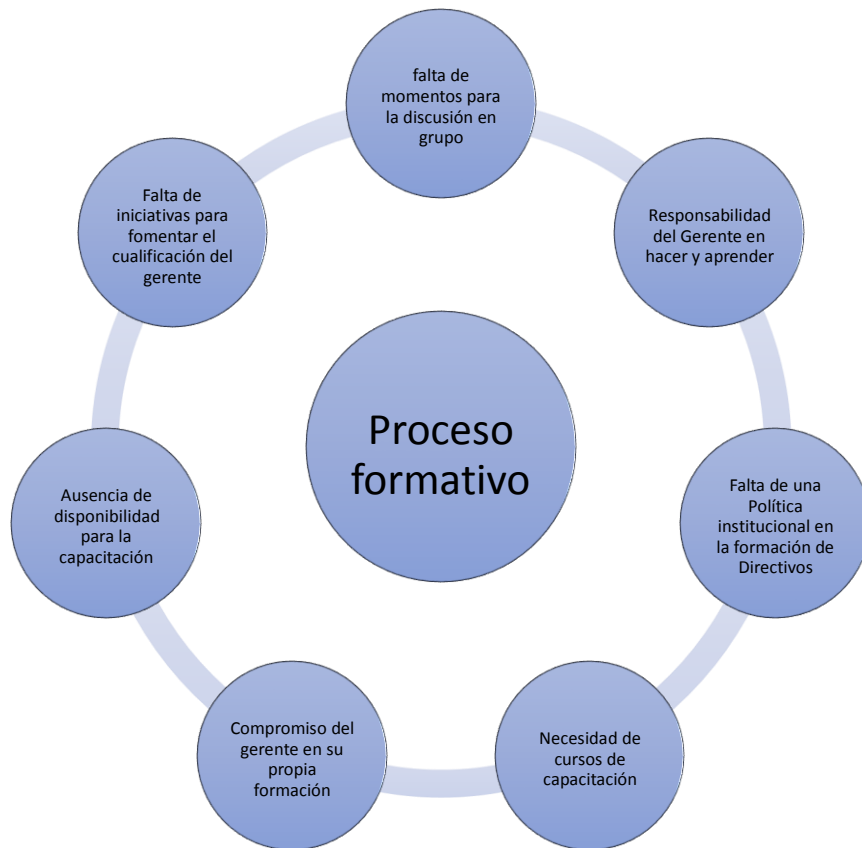 falta de
momentos para
la discusión en
grupo
Responsabilidad
del Gerente en
hacer y aprender
Falta de una
Política
institucional en
la formación de
Directivos
Necesidad de
cursos de
capacitación
Compromiso del
gerente en su
propia
formación
Ausencia de
disponibilidad
para la
capacitación
Falta de
iniciativas para
fomentar el
cualificación del
gerente
Proceso
formativo